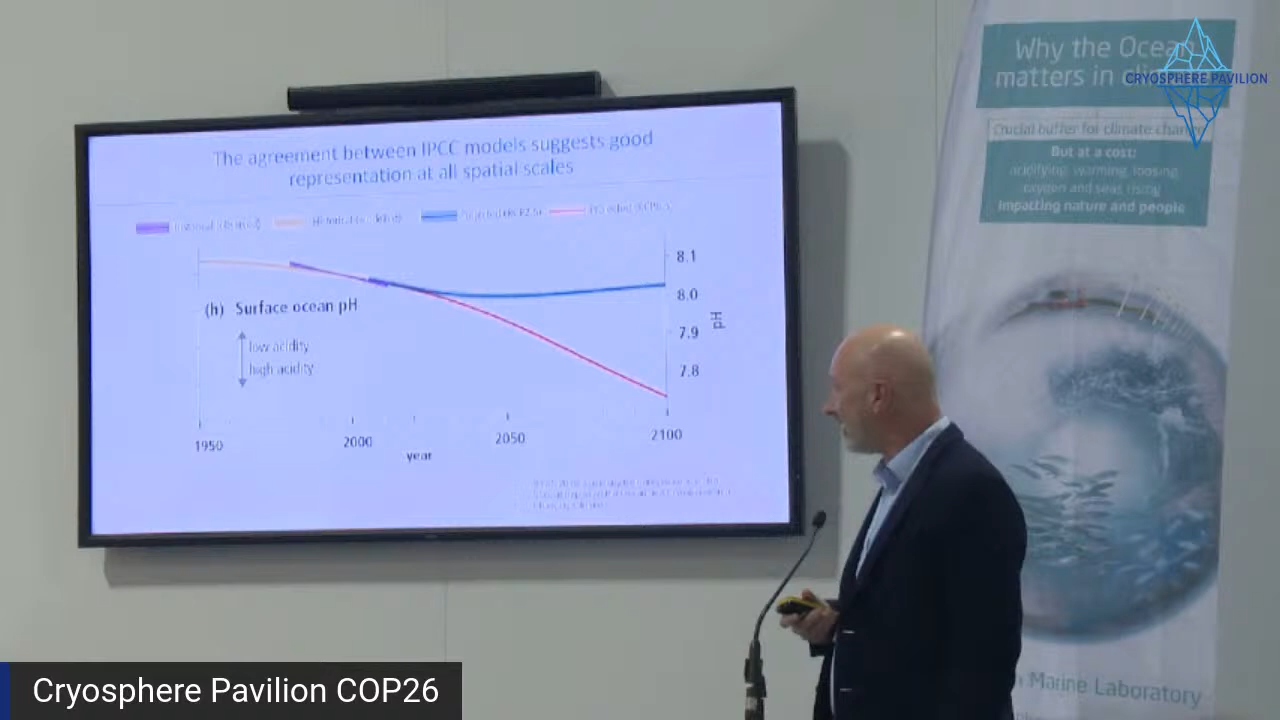 The agreement between IPCC models suggests good
representation at all spatial scales
8.1
8.0
7.9
7.8
pH
(h) Surface ocean pH
low acidity
high acidity
1950
2000
2050
2100
year
Why the Ocean
matters in
CRYOSPHERE PAVILION
Crucial buffer for climate change
But at a cost:
acidifying, warming, loosing
oxygen and seas rising
Impacting nature and people
Marine Laboratory
Cryosphere Pavilion COP26